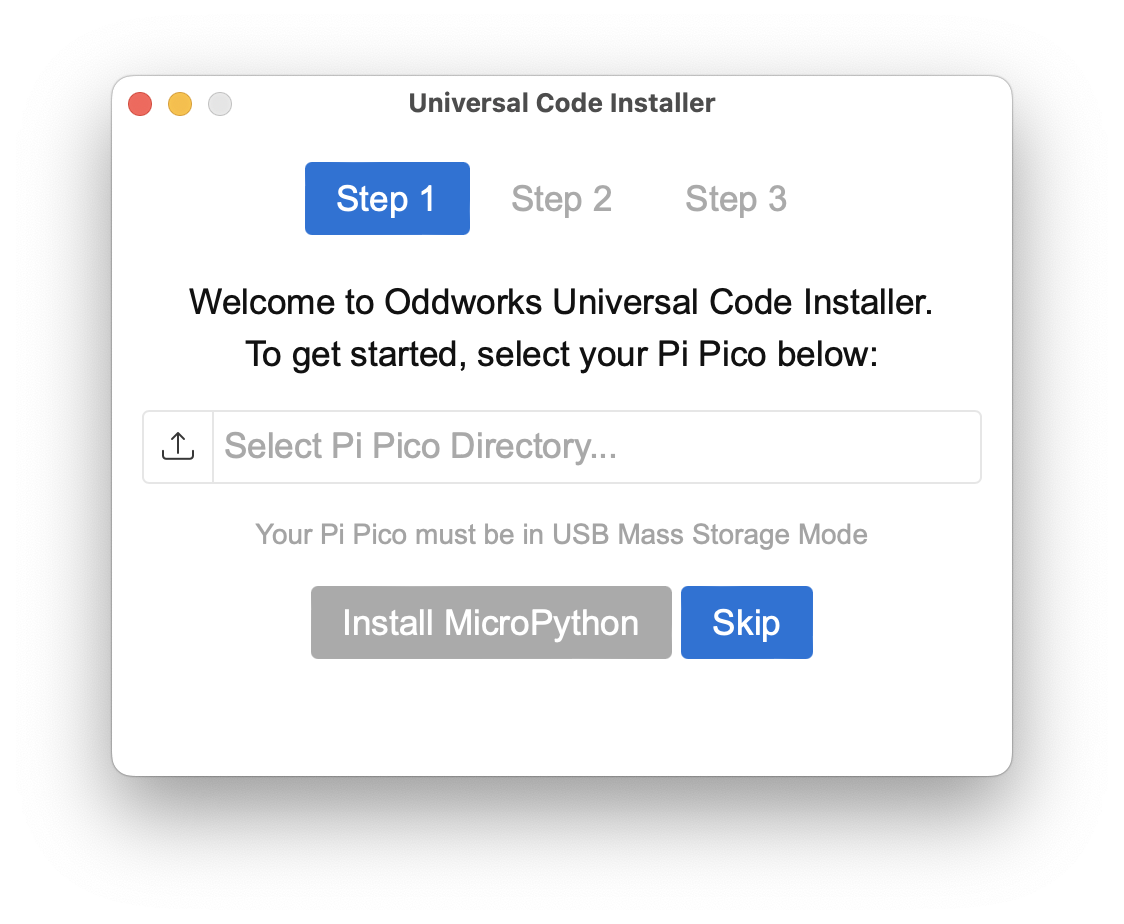 Universal Code Installer
Step 1 Step 2 Step 3
Welcome to Oddworks Universal Code Installer.
To get started, select your Pi Pico below:
Select Pi Pico Directory...
Your Pi Pico must be in USB Mass Storage Mode
Install MicroPython Skip